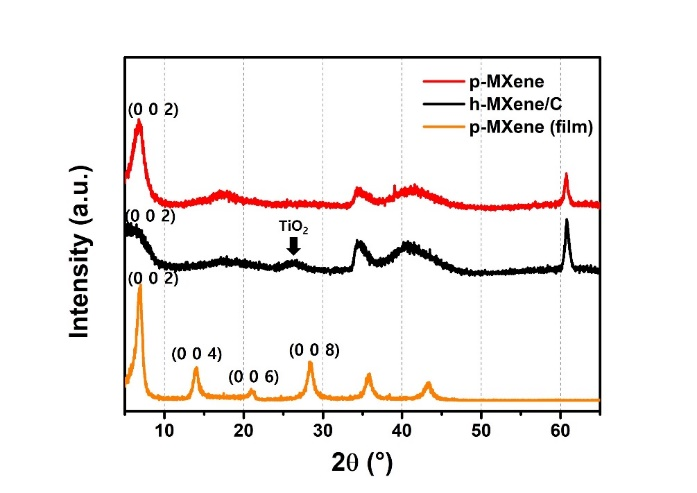 p-MXene
h-MXene/C
p-MXene (film)
(0 0 2)
(0 0 2)
TiO₂
(0 0 2)
(0 0 4)
(0 0 6)
(0 0 8)
Intensity (a.u.)
10 20 30 40 50 60
2θ (°)